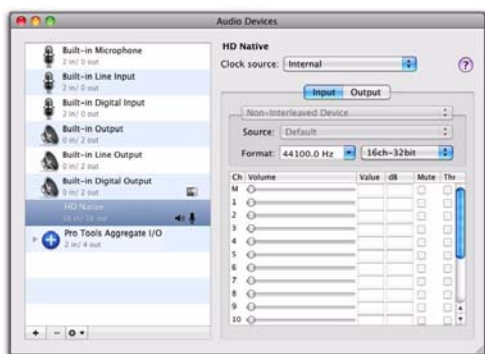 Audio Devices
Built-in Microphone
2 in/ 0 out
Built-in Line Input
2 in/ 0 out
Built-in Digital Input
2 in/ 0 out
Built-in Output
0 in/ 2 out
Built-in Line Output
0 in/ 2 out
Built-in Digital Output
0 in/ 2 out
HD Native
16 in/ 16 out
Pro Tools Aggregate I/O
2 in/ 4 out
HD Native
Clock source: Internal
?
Input Output
Non-Interleaved Device
Source: Default
Format: 44100.0 Hz 16ch-32bit
Ch Volume Value dB Mute Thr
M
1
2
3
4
5
6
7
8
9
10